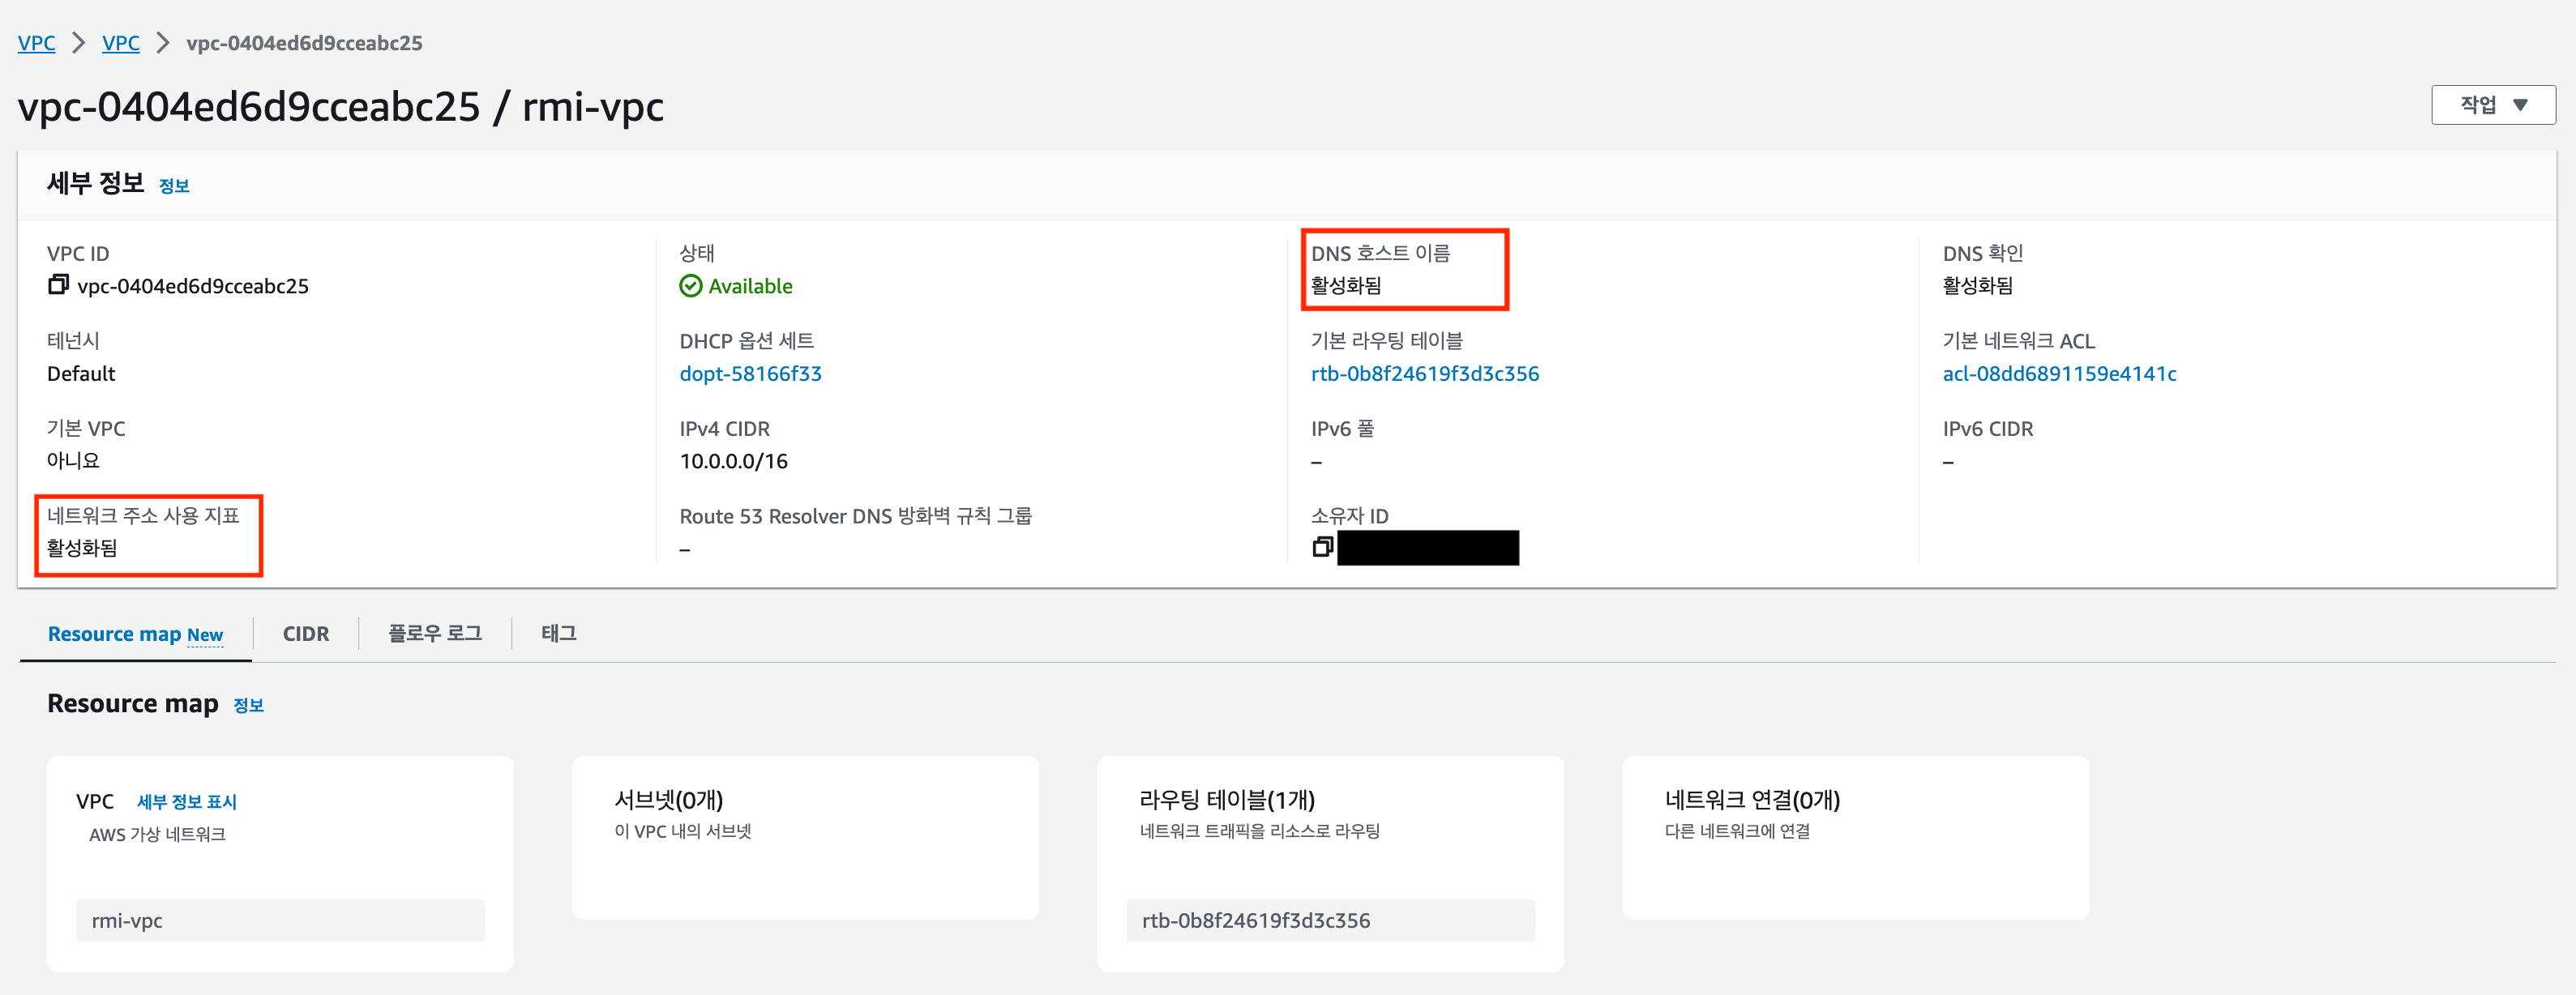 VPC > VPC > vpc-0404ed6d9cceabc25
vpc-0404ed6d9cceabc25 / rmi-vpc
작업
세부 정보 정보
VPC ID
vpc-0404ed6d9cceabc25
상태
Available
DNS 호스트 이름
활성화됨
DNS 확인
활성화됨
테넌시
Default
DHCP 옵션 세트
dopt-58166f33
기본 라우팅 테이블
rtb-0b8f24619f3d3c356
기본 네트워크 ACL
acl-08dd6891159e4141c
기본 VPC
아니요
IPv4 CIDR
10.0.0.0/16
IPv6 풀
–
IPv6 CIDR
–
네트워크 주소 사용 지표
활성화됨
Route 53 Resolver DNS 방화벽 규칙 그룹
–
소유자 ID
Resource map New
CIDR
플로우 로그
태그
Resource map 정보
VPC 세부 정보 표시
AWS 가상 네트워크
rmi-vpc
서브넷(0개)
이 VPC 내의 서브넷
라우팅 테이블(1개)
네트워크 트래픽을 리소스로 라우팅
rtb-0b8f24619f3d3c356
네트워크 연결(0개)
다른 네트워크에 연결